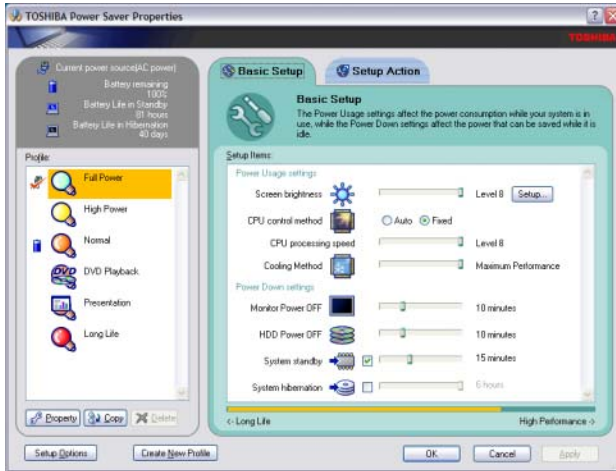 TOSHIBA Power Saver Properties
TOSHIBA
Current power source(AC power)
Battery remaining
100%
Battery Life in Standby
81 hours
Battery Life in Hibernation
40 days
Profile:
Full Power
High Power
Normal
DVD
DVD Playback
Presentation
Long Life
Property
Copy
Delete
Setup Options
Create New Profile
Basic Setup
Setup Action
Basic Setup
The Power Usage settings affect the power consumption while your system is in
use, while the Power Down settings affect the power that can be saved while it is
idle.
Setup Items:
Power Usage settings
Screen brightness Level 8 Setup...
CPU control method Auto Fixed
CPU processing speed Level 8
Cooling Method Maximum Performance
Power Down settings
Monitor Power OFF 10 minutes
HDD Power OFF 10 minutes
System standby 15 minutes
System hibernation 6 hours
<- Long Life High Performance ->
OK Cancel Apply